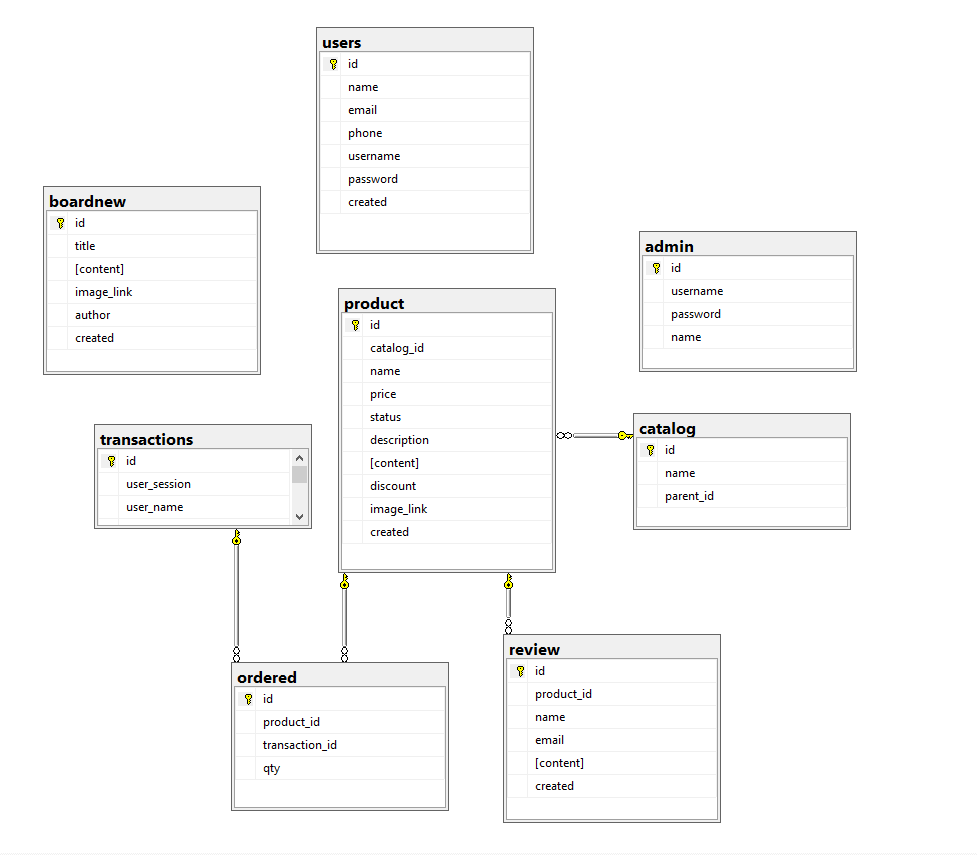 users
id
name
email
phone
username
password
created
boardnew
id
title
[content]
image_link
author
created
admin
id
username
password
name
product
id
catalog_id
name
price
status
description
[content]
discount
image_link
created
catalog
id
name
parent_id
transactions
id
user_session
user_name
ordered
id
product_id
transaction_id
qty
review
id
product_id
name
email
[content]
created